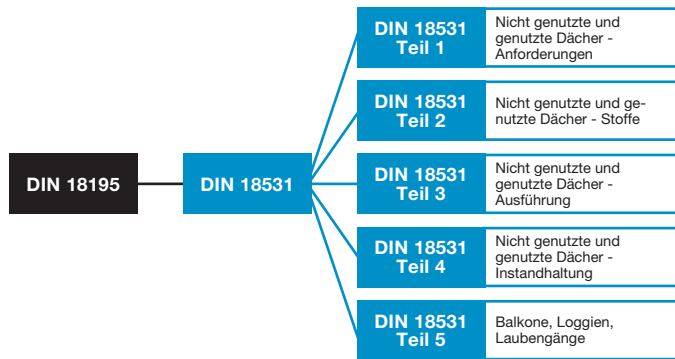 DIN 18195
DIN 18531
DIN 18531
Teil 1
Nicht genutzte und
genutzte Dächer -
Anforderungen
DIN 18531
Teil 2
Nicht genutzte und ge-
nutzte Dächer - Stoffe
DIN 18531
Teil 3
Nicht genutzte und
genutzte Dächer -
Ausführung
DIN 18531
Teil 4
Nicht genutzte und
genutzte Dächer -
Instandhaltung
DIN 18531
Teil 5
Balkone, Loggien,
Laubengänge